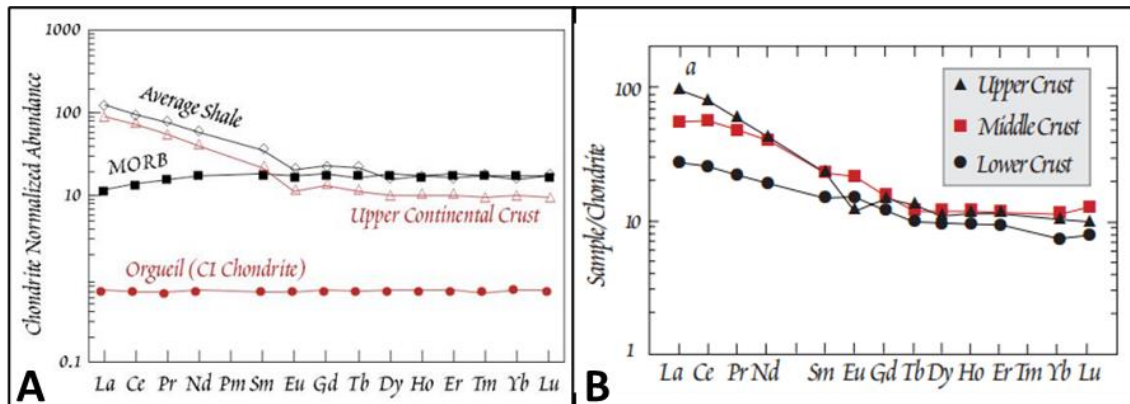 1000
100
10
1
0.1
Chondrite Normalized Abundance
Average Shale
MORB
Upper Continental Crust
Orgueil (CI Chondrite)
La Ce Pr Nd Pm Sm Eu Gd Tb Dy Ho Er Tm Yb Lu
A
100
10
1
Sample/Chondrite
a
Upper Crust
Middle Crust
Lower Crust
La Ce Pr Nd Sm Eu Gd Tb Dy Ho Er Tm Yb Lu
B